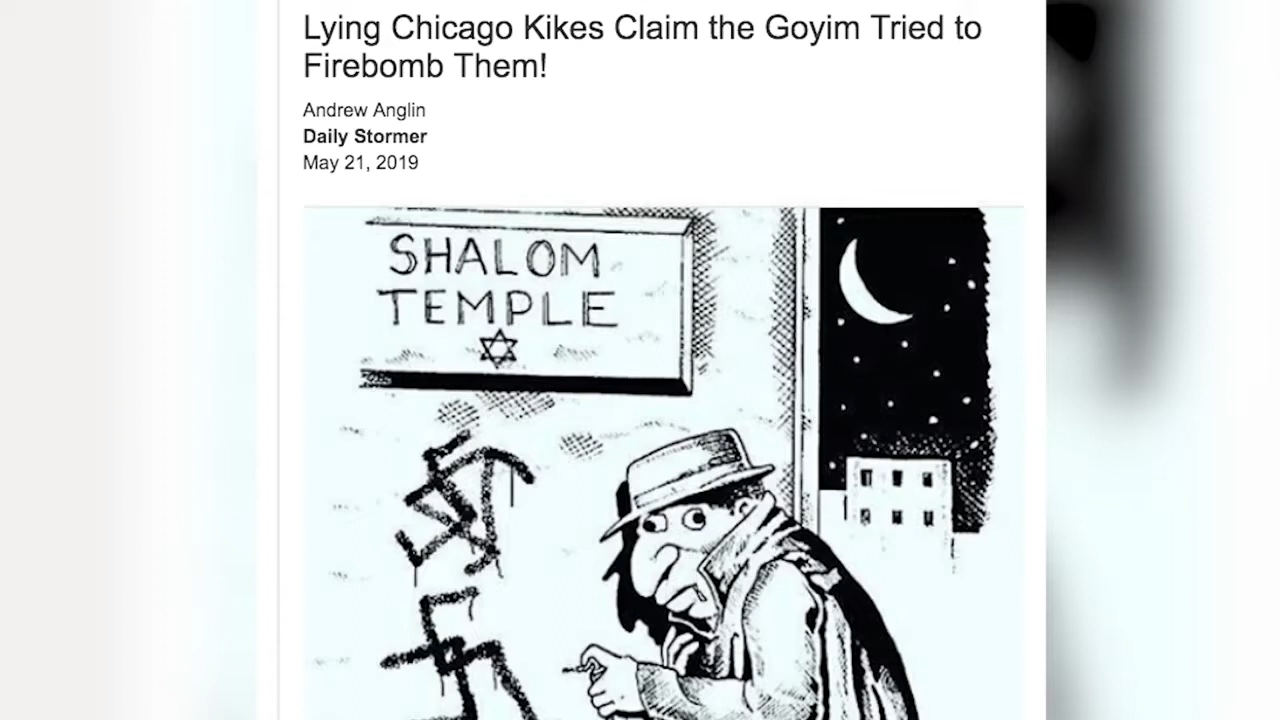 Lying Chicago Kikes Claim the Goyim Tried to
Firebomb Them!
Andrew Anglin
Daily Stormer
May 21, 2019
SHALOM
TEMPLE